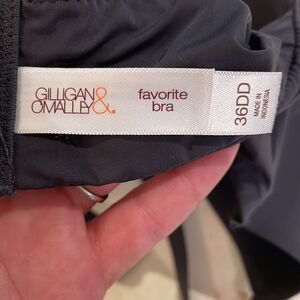 GILLIGAN
& O'MALLEY.
favorite
bra
36DD
MADE IN
INDONESIA